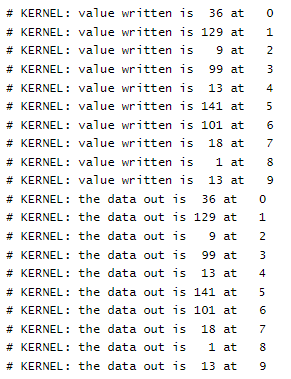 # KERNEL: value written is  36 at   0
# KERNEL: value written is 129 at   1
# KERNEL: value written is   9 at   2
# KERNEL: value written is  99 at   3
# KERNEL: value written is  13 at   4
# KERNEL: value written is 141 at   5
# KERNEL: value written is 101 at   6
# KERNEL: value written is  18 at   7
# KERNEL: value written is   1 at   8
# KERNEL: value written is  13 at   9
# KERNEL: the data out is  36 at   0
# KERNEL: the data out is 129 at   1
# KERNEL: the data out is   9 at   2
# KERNEL: the data out is  99 at   3
# KERNEL: the data out is  13 at   4
# KERNEL: the data out is 141 at   5
# KERNEL: the data out is 101 at   6
# KERNEL: the data out is  18 at   7
# KERNEL: the data out is   1 at   8
# KERNEL: the data out is  13 at   9